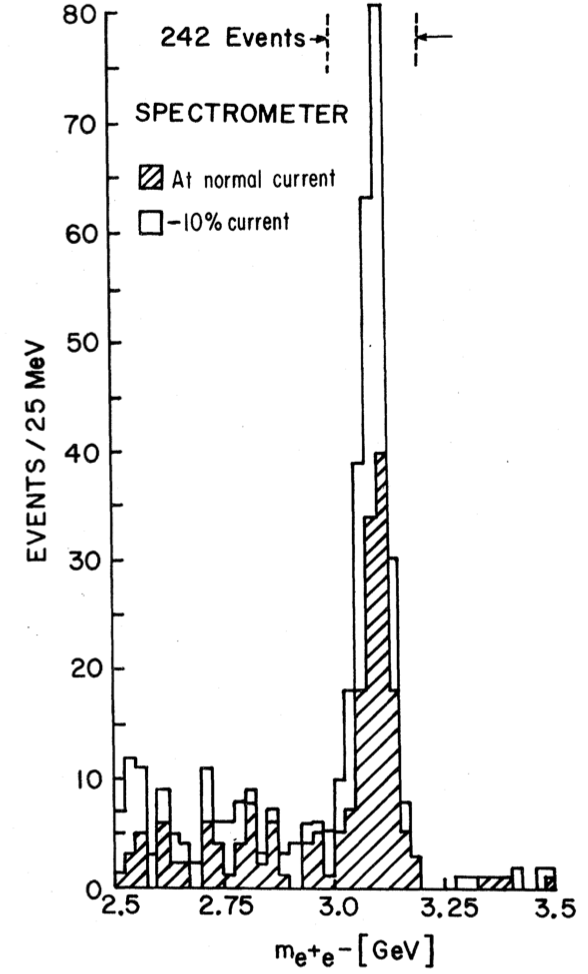 80
242 Events
70
SPECTROMETER
At normal current
60
-10% current
50
EVENTS / 25 MeV
40
30
20
10
0
2.5 2.75 3.0 3.25 3.5
me+e- [GeV]